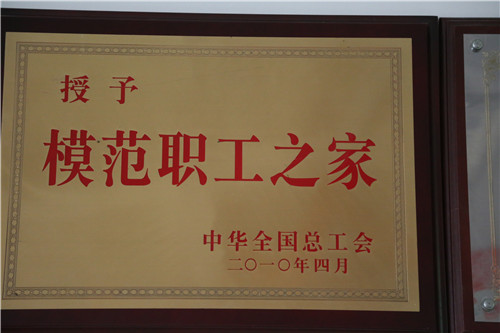 授予
模范职工之家
中华全国总工会
二〇一〇年四月